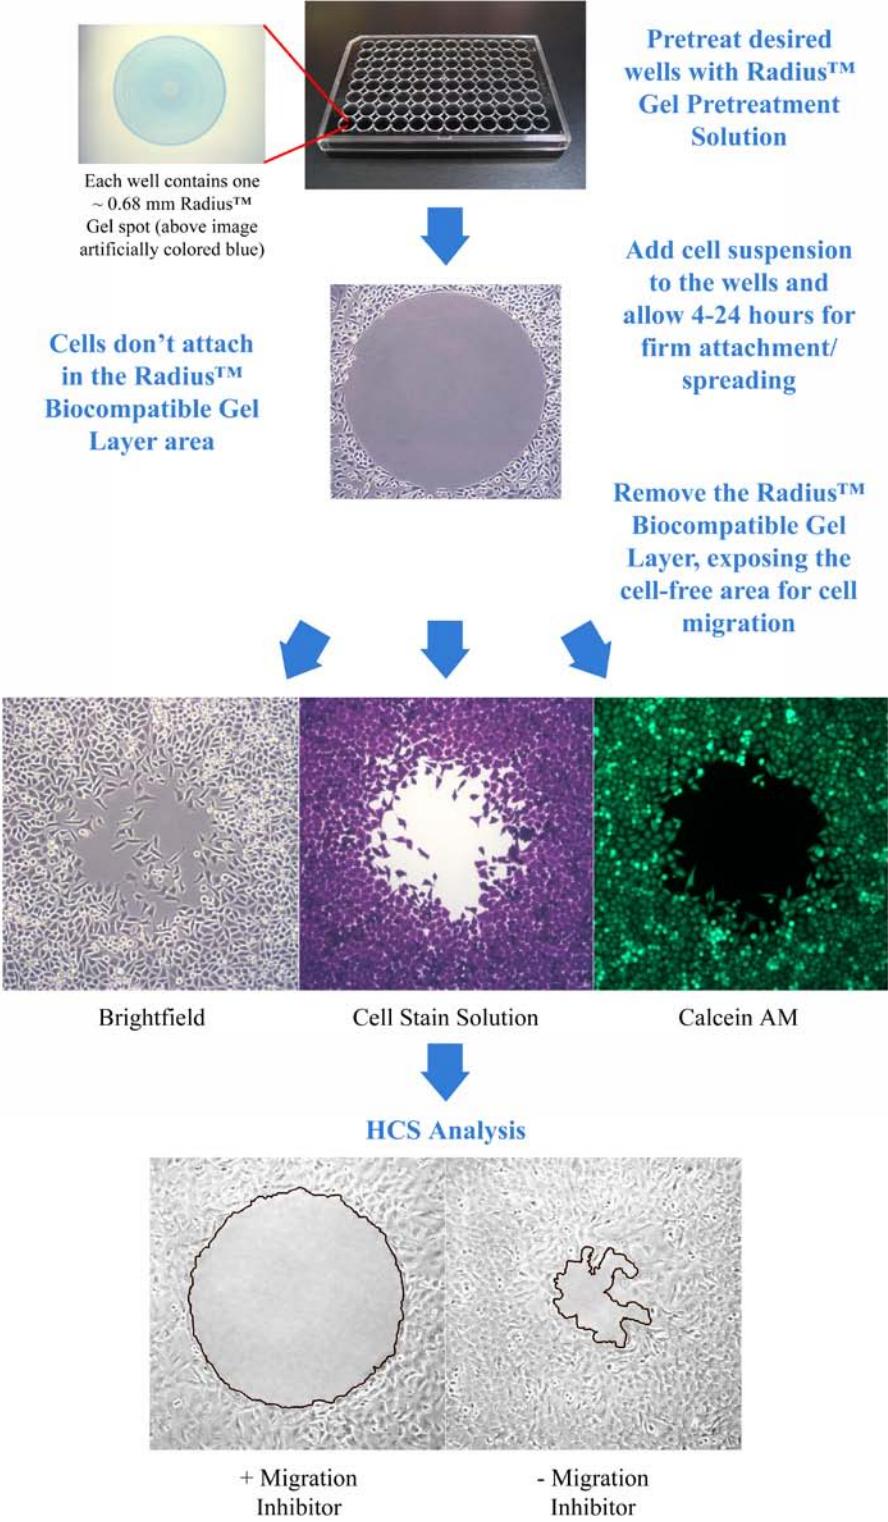 Pretreat desired
wells with Radius™
Gel Pretreatment
Solution
Each well contains one
~ 0.68 mm Radius™
Gel spot (above image
artificially colored blue)
Add cell suspension
to the wells and
allow 4-24 hours for
firm attachment/
spreading
Cells don’t attach
in the Radius™
Biocompatible Gel
Layer area
Remove the Radius™
Biocompatible Gel
Layer, exposing the
cell-free area for cell
migration
Brightfield
Cell Stain Solution
Calcein AM
HCS Analysis
+ Migration
Inhibitor
- Migration
Inhibitor